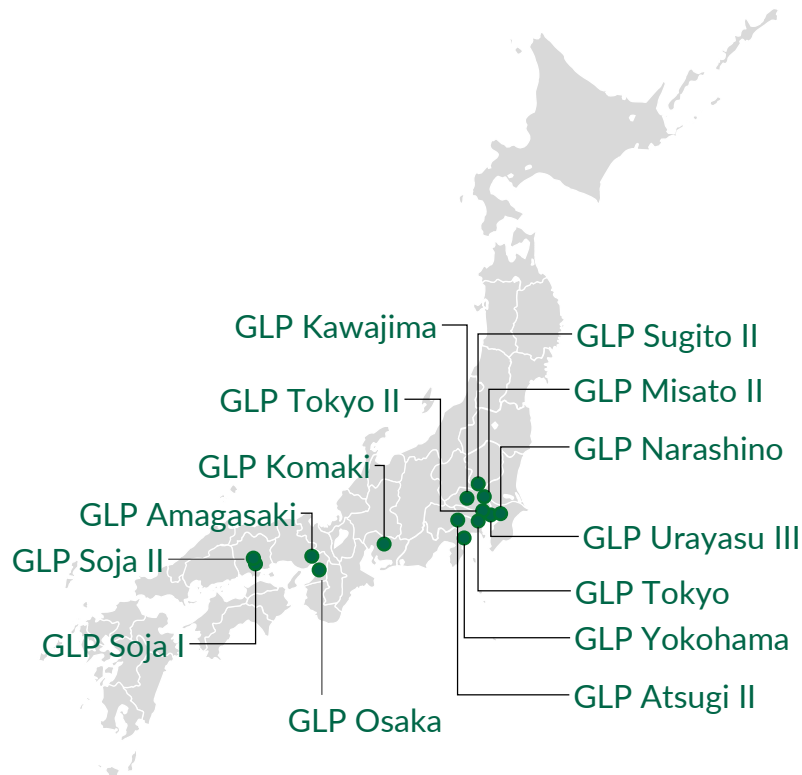 GLP Kawajima
GLP Sugito II
GLP Tokyo II
GLP Misato II
GLP Narashino
GLP Komaki
GLP Amagasaki
GLP Urayasu III
GLP Soja II
GLP Tokyo
GLP Yokohama
GLP Soja I
GLP Atsugi II
GLP Osaka